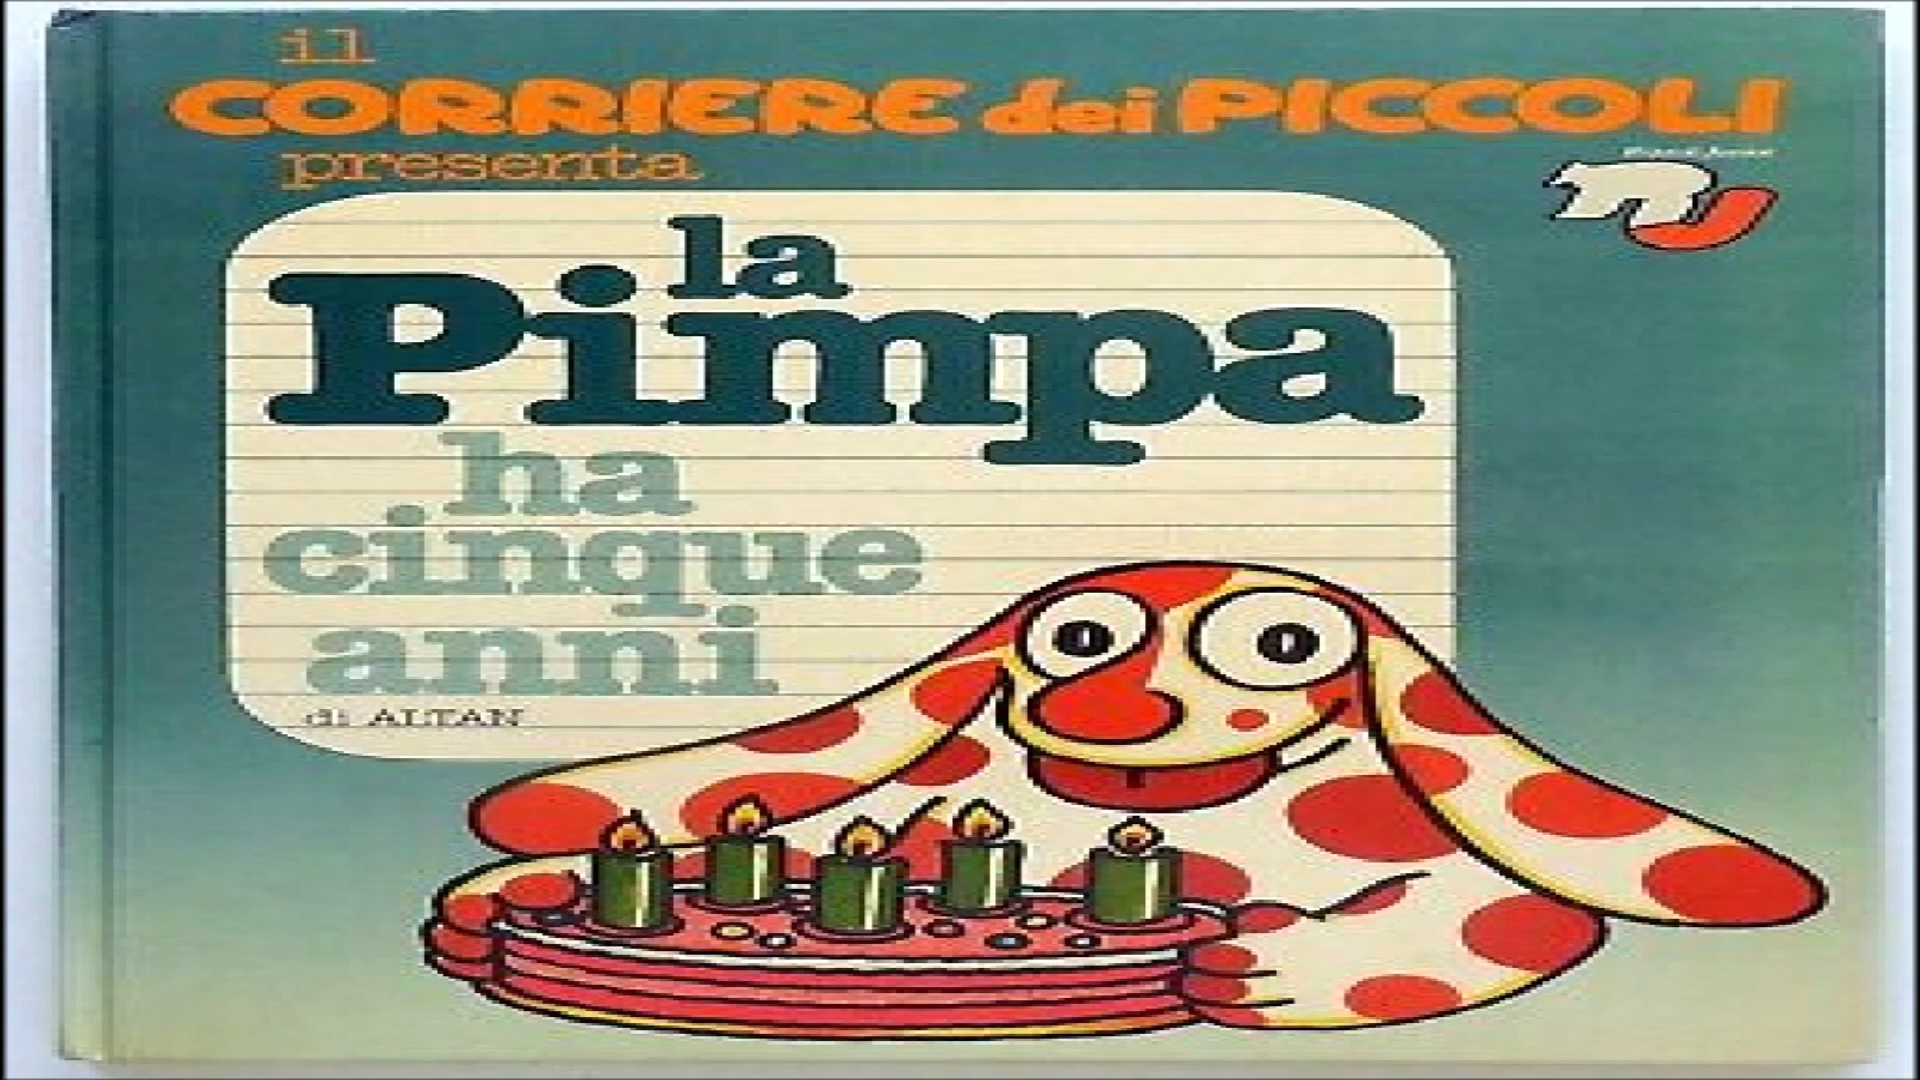 il
CORRIERE dei PICCOLI
presenta
la
Pimpa
ha
cinque
anni
di ALTAN